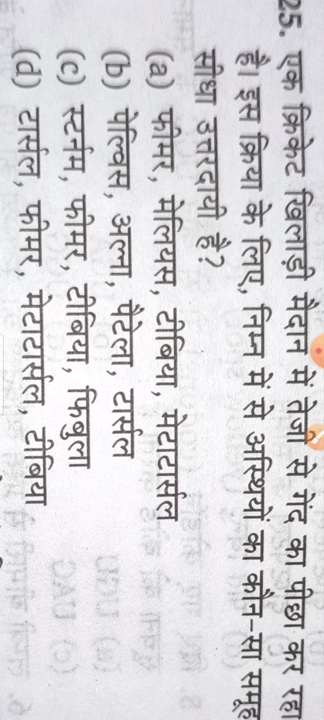 25. एक क्रिकेट खिलाड़ी मैदान में तेजी से गेंद का पीछा कर रहा
है। इस क्रिया के लिए, निम्न में से अस्थियों का कौन-सा समूह
सीधा उत्तरदायी है?
(a) फीमर, मेलियस, टीबिया, मेटाटार्सल
(b) पेल्विस, अल्ना, पैटेला, टार्सल
(c) स्टर्नम, फीमर, टीबिया, फिबुला
(d) टार्सल, फीमर, मेटाटार्सल, टीबिया